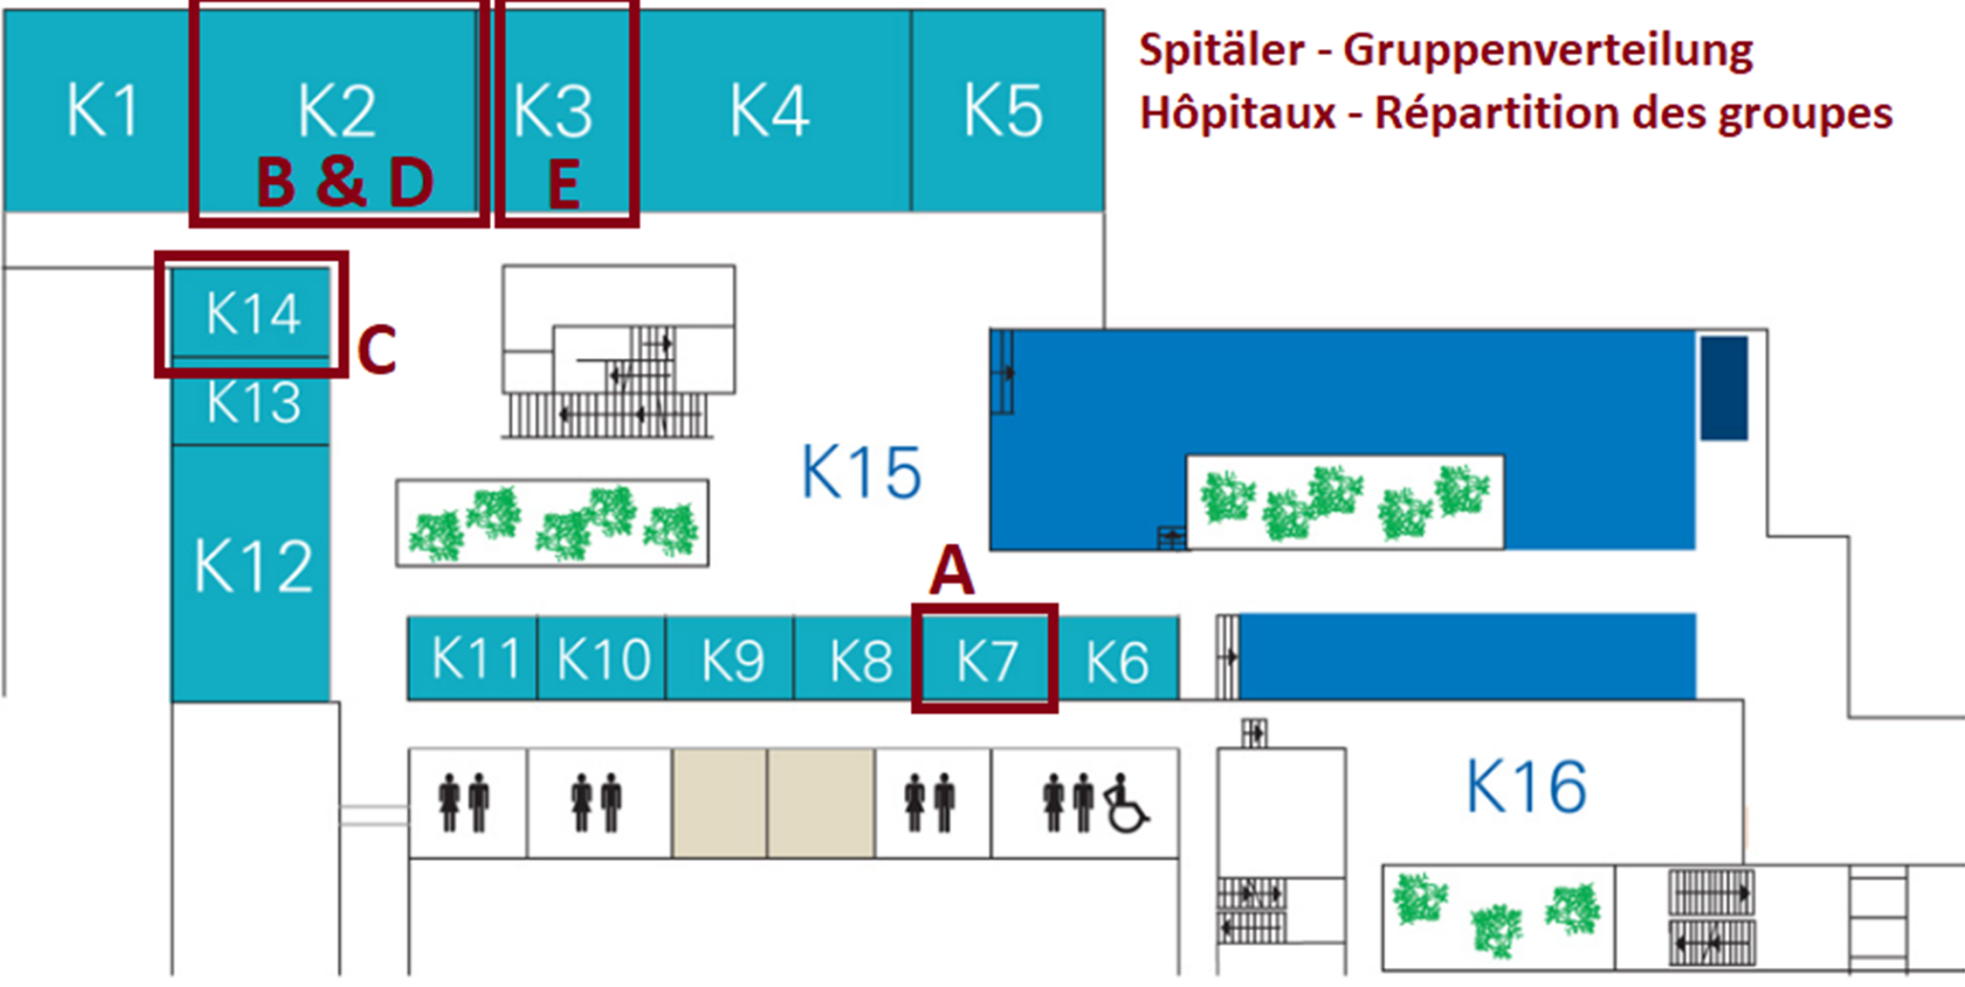 Spitäler - Gruppenverteilung
Hôpitaux - Répartition des groupes
K1 K2 K3 K4 K5
B & D E
K14
C
K13
K15
K12
A
K11 K10 K9 K8 K7 K6
K16